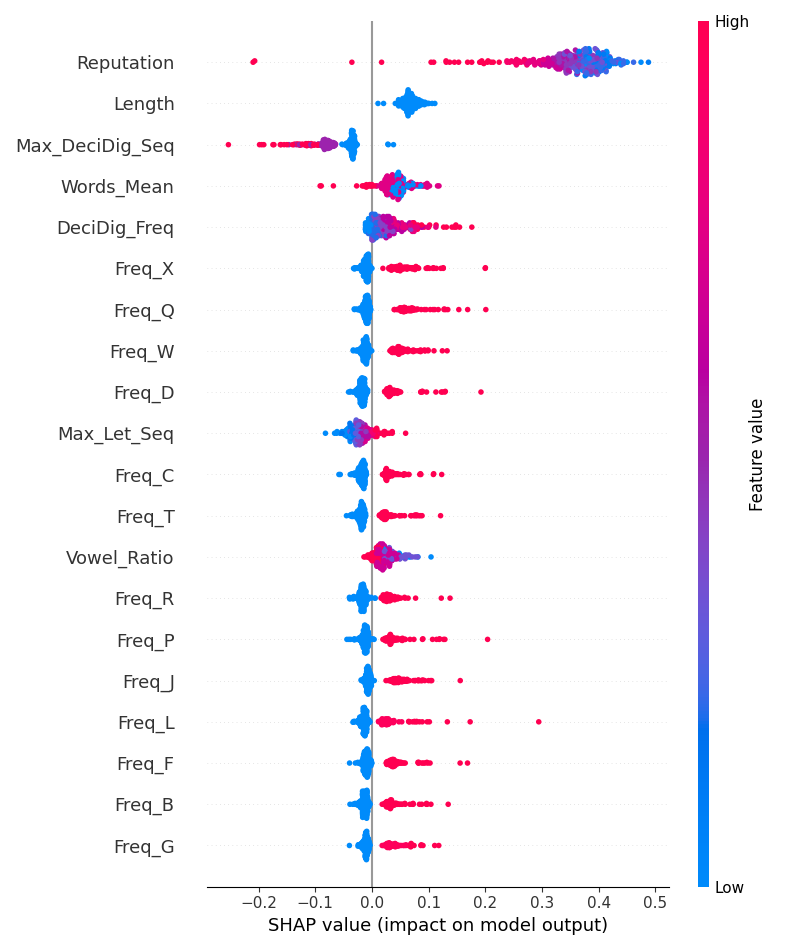 High
Reputation
Length
Max_DeciDig_Seq
Words_Mean
DeciDig_Freq
Freq_X
Freq_Q
Freq_W
Freq_D
Max_Let_Seq
Freq_C
Freq_T
Vowel_Ratio
Freq_R
Freq_P
Freq_J
Freq_L
Freq_F
Freq_B
Freq_G
Feature value
Low
−0.2 −0.1 0.0 0.1 0.2 0.3 0.4 0.5
SHAP value (impact on model output)